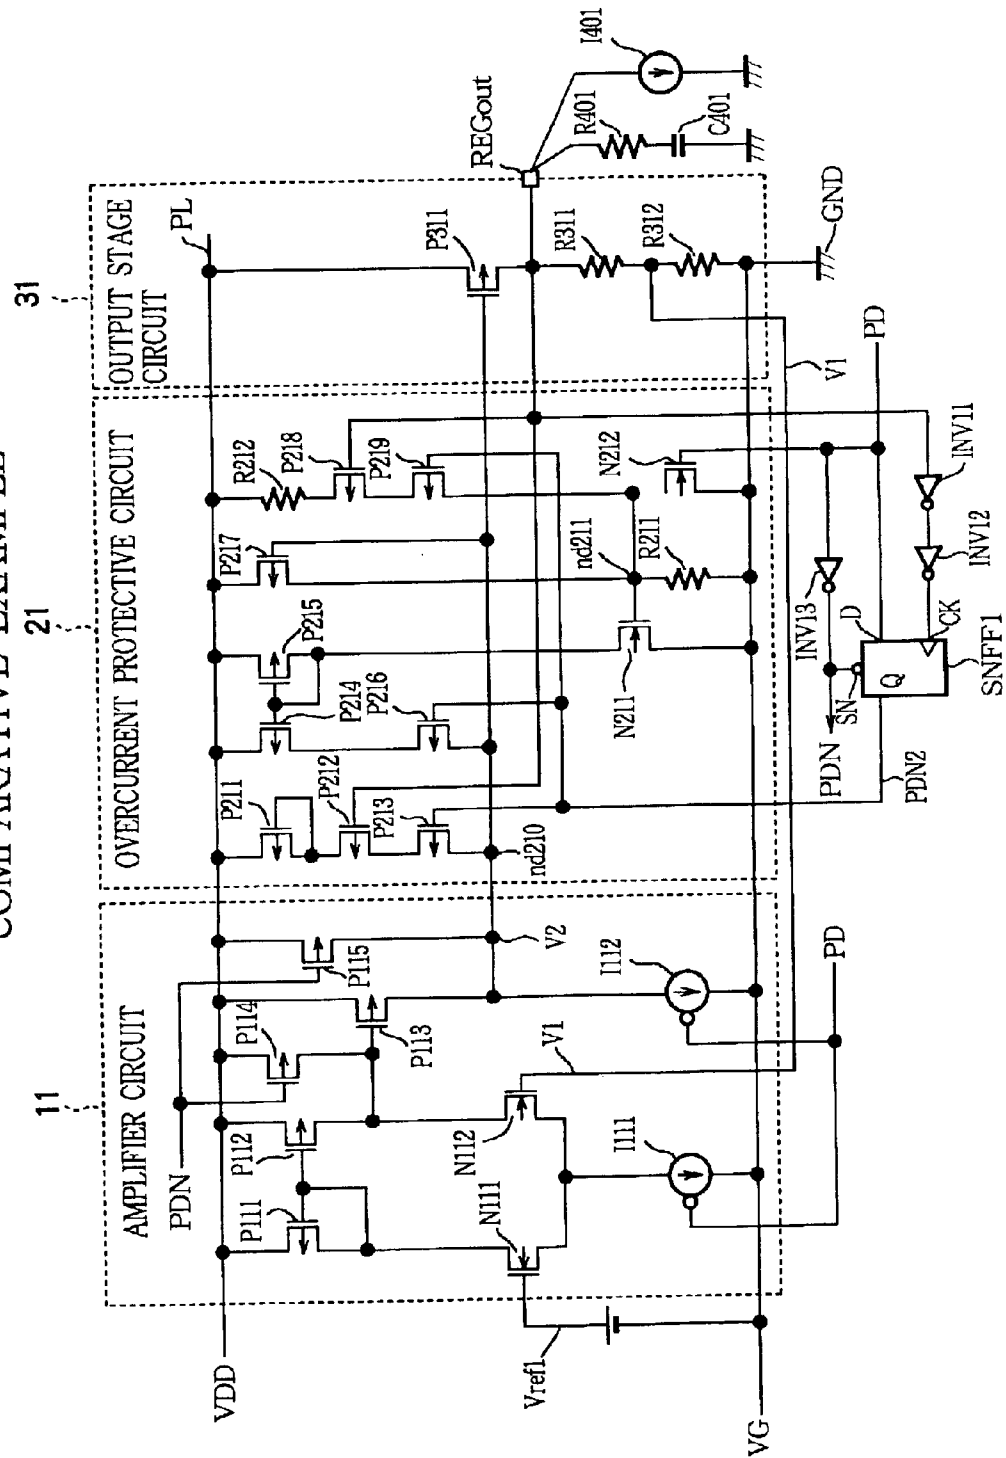 11
AMPLIFIER CIRCUIT
21
OVERCURRENT PROTECTIVE CIRCUIT
31
OUTPUT STAGE
CIRCUIT
VDD
PDN
P111
P112
P114
P115
P113
N111
N112
V1
V2
I111
I112
Vref1
VG
PD
P211
P212
P213
nd210
P214
P216
P215
P217
R212
P218
P219
nd211
R211
N211
N212
PL
P311
REGout
R311
R312
R401
C401
I401
GND
V1
PD
PDN
PDN2
SN
Q
D
CK
SNFF1
INV13
INV12
INV11